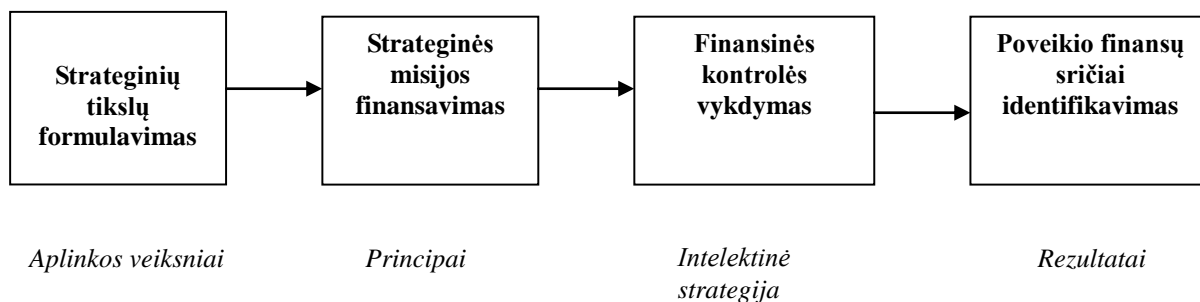 Strateginių
tikslų
formulavimas
Strateginės
misijos
finansavimas
Finansinės
kontrolės
vykdymas
Poveikio finansų
sričiai
identifikavimas
Aplinkos veiksniai
Principai
Intelektinė
strategija
Rezultatai